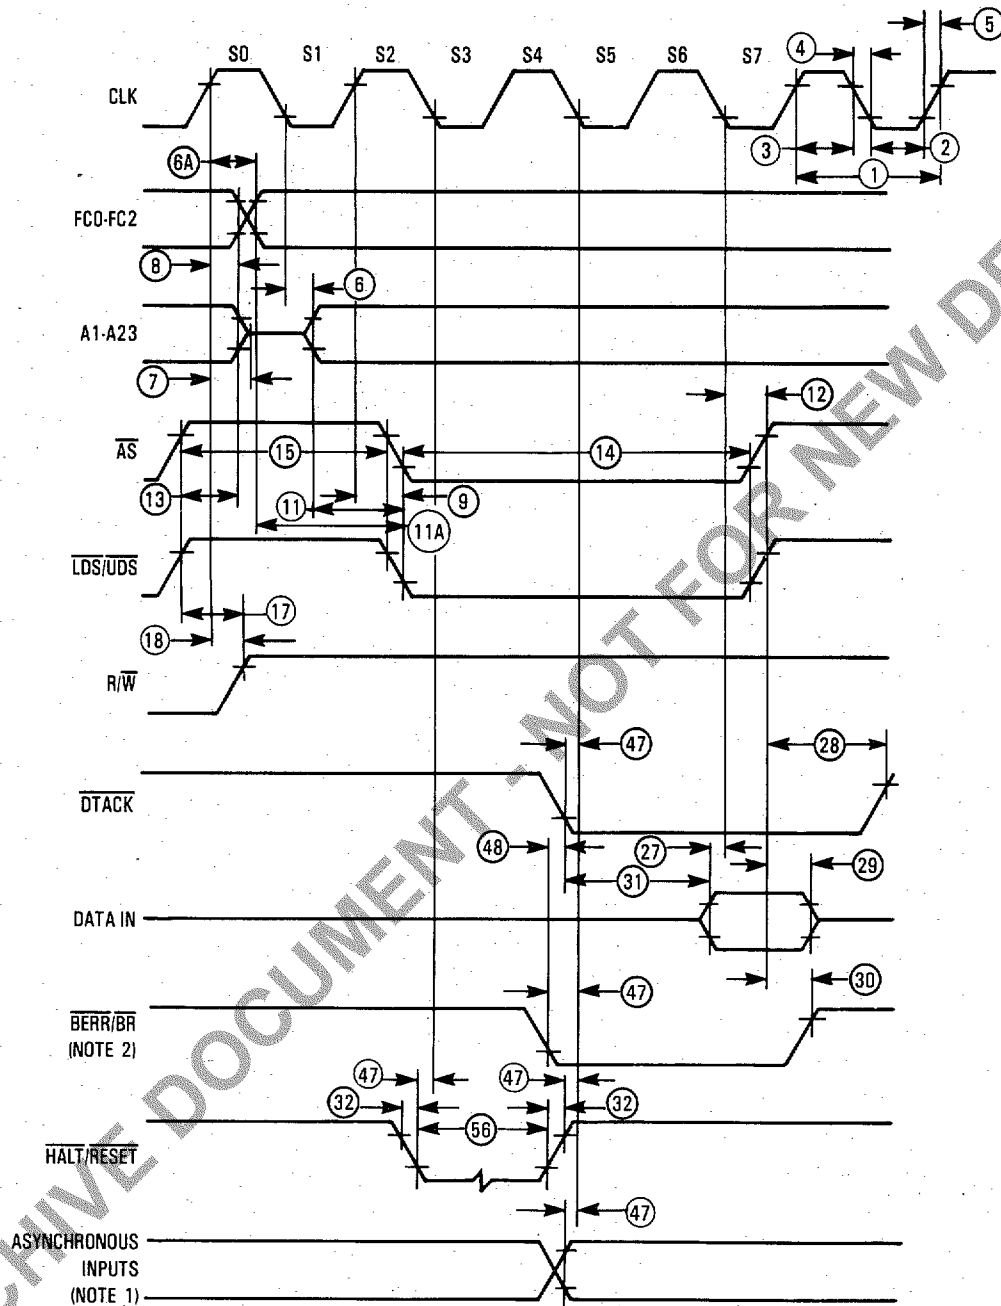 S0 S1 S2 S3 S4 S5 S6 S7 4 5
CLK
3 2
1
6A
FC0-FC2
8
6
A1-A23
7
12
AS
15 14
13 11 9
11A
LDS/UDS
17
18
R/W
47 28
DTACK
48 27 29
31
DATA IN
30
47
BERR/BR
(NOTE 2)
47 47
32 56 32
HALT/RESET
47
ASYNCHRONOUS
INPUTS
(NOTE 1)
CHIVE DOCUMENT - NOT FOR NEW DE